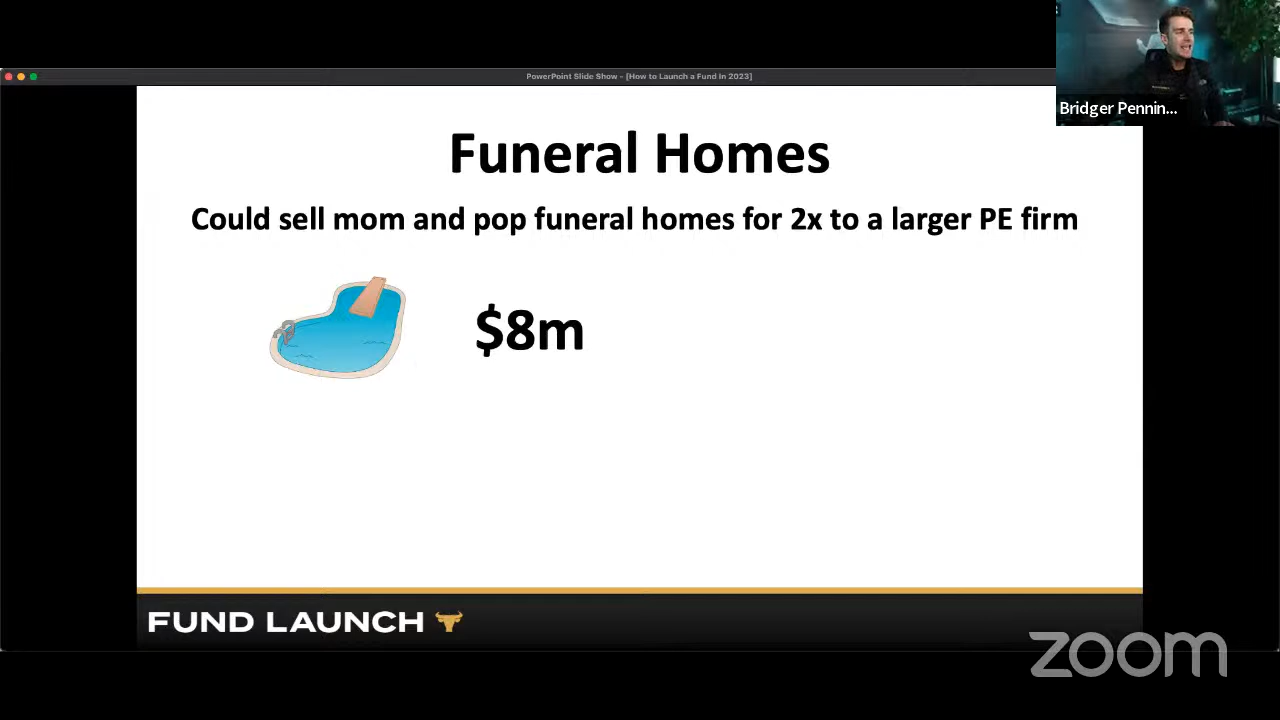 PowerPoint Slide Show - [How to Launch a Fund In 2023]
Bridger Pennin...
Funeral Homes
Could sell mom and pop funeral homes for 2x to a larger PE firm
$8m
FUND LAUNCH
zoom